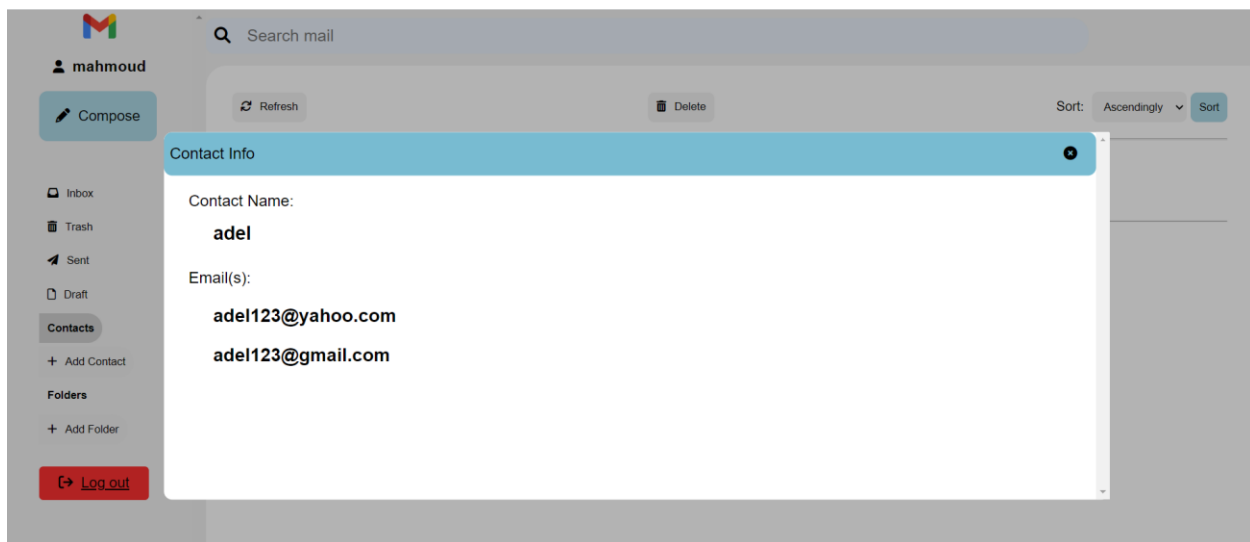 Search mail
mahmoud
Compose
Refresh
Delete
Sort: Ascendingly Sort
Contact Info
Inbox
Trash
Sent
Draft
Contacts
+ Add Contact
Folders
+ Add Folder
Log out
Contact Name:
adel
Email(s):
adel123@yahoo.com
adel123@gmail.com